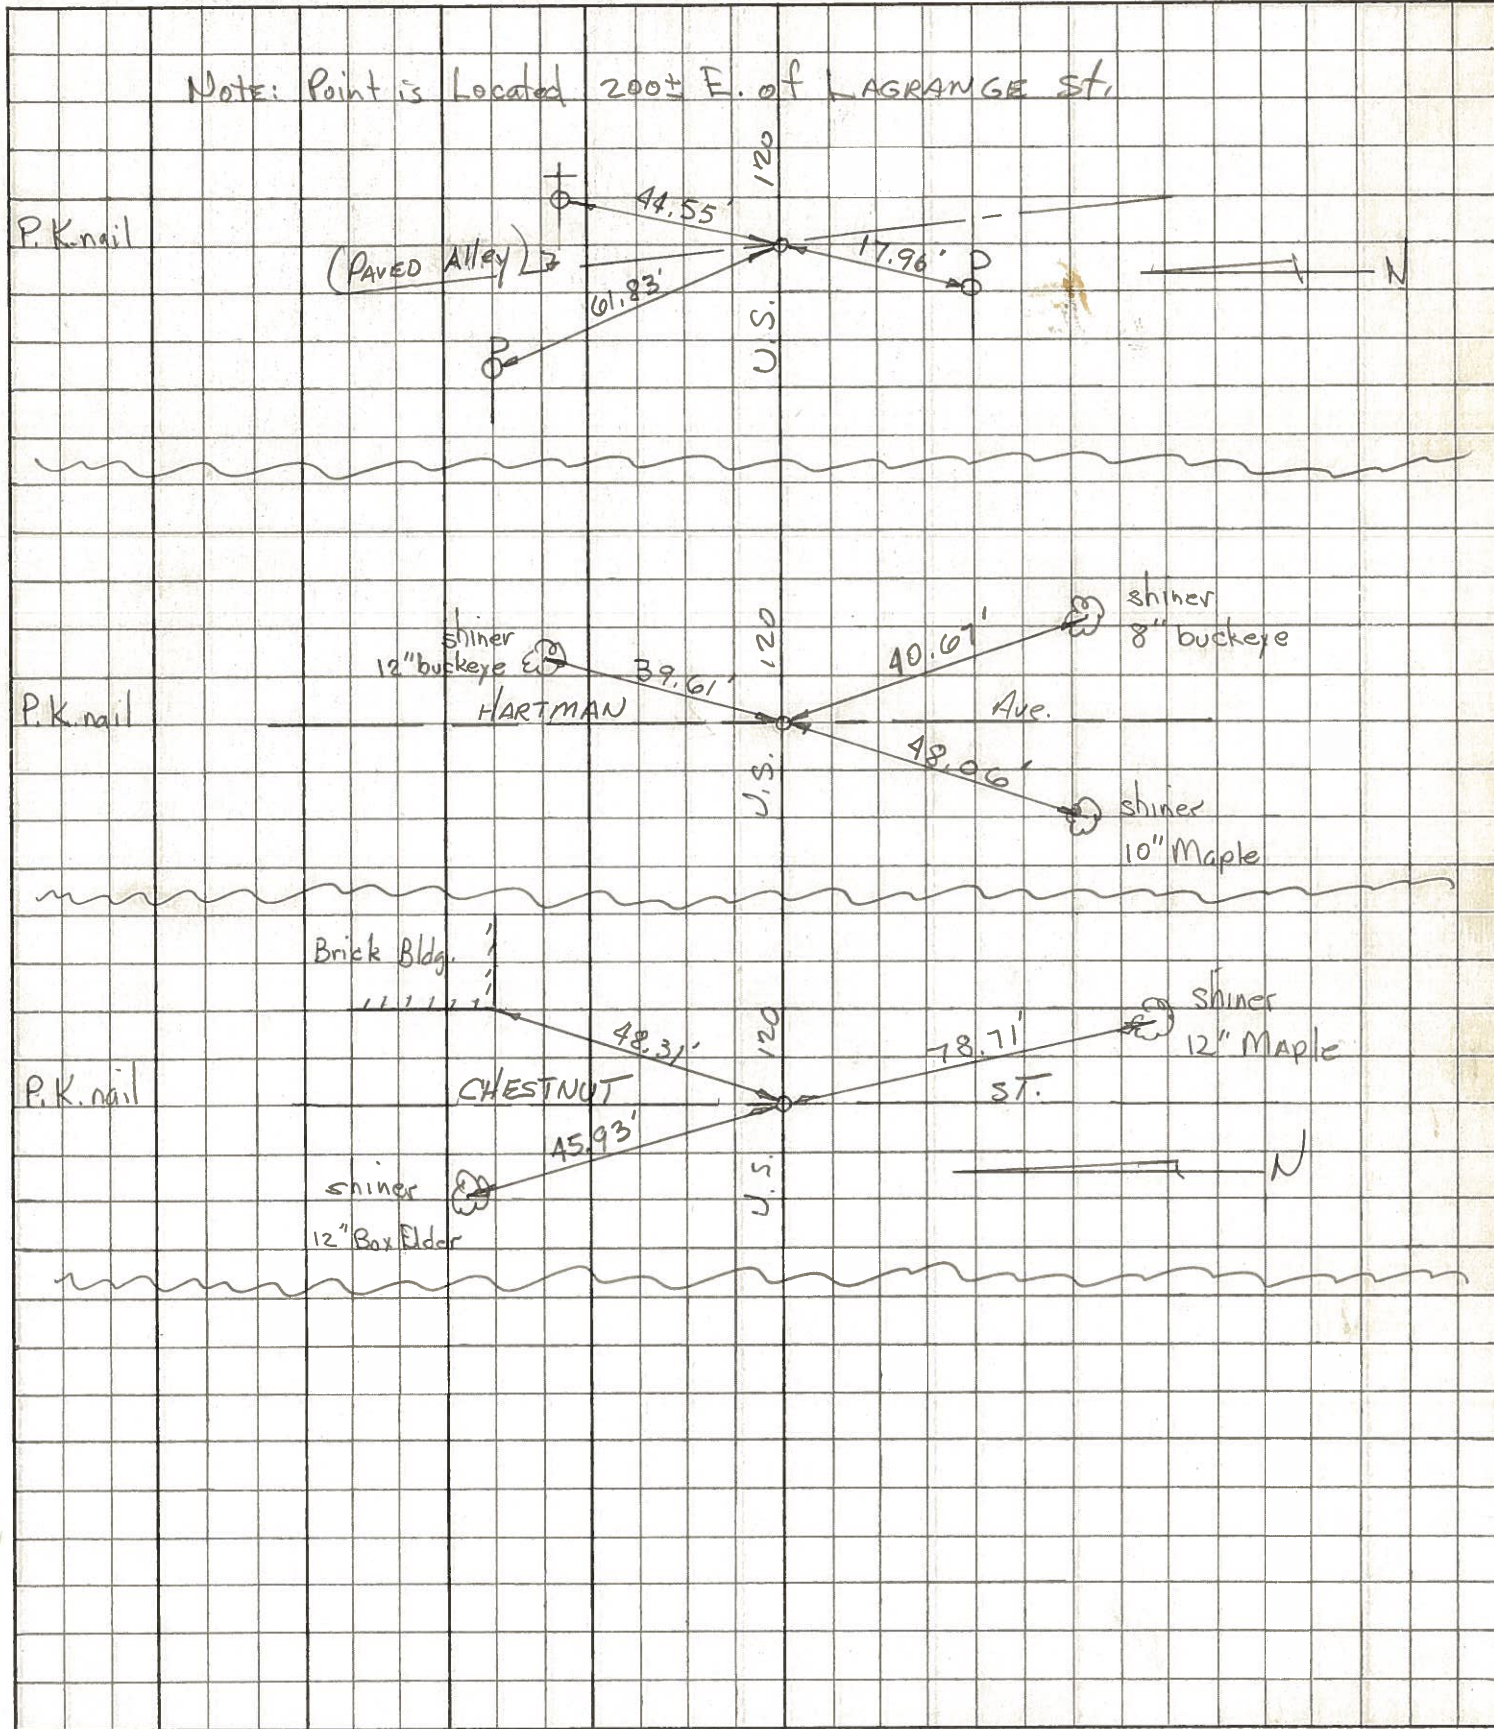 Note: Point is Located 200± E. of LAGRANGE St.
120
44.55'
P.K.nail
(PAVED Alley)
17.96'
P
N
61.83'
U.S.
P
shiner
12" buckeye
39.61'
120
40.67'
shiner
8" buckeye
P.K.nail
HARTMAN
Ave.
U.S.
48.06'
shiner
10" Maple
Brick Bldg.
48.31'
120
78.71'
shiner
12" MAple
P.K.nail
CHESTNUT
ST.
45.93'
U.S.
N
shiner
12" Box Elder